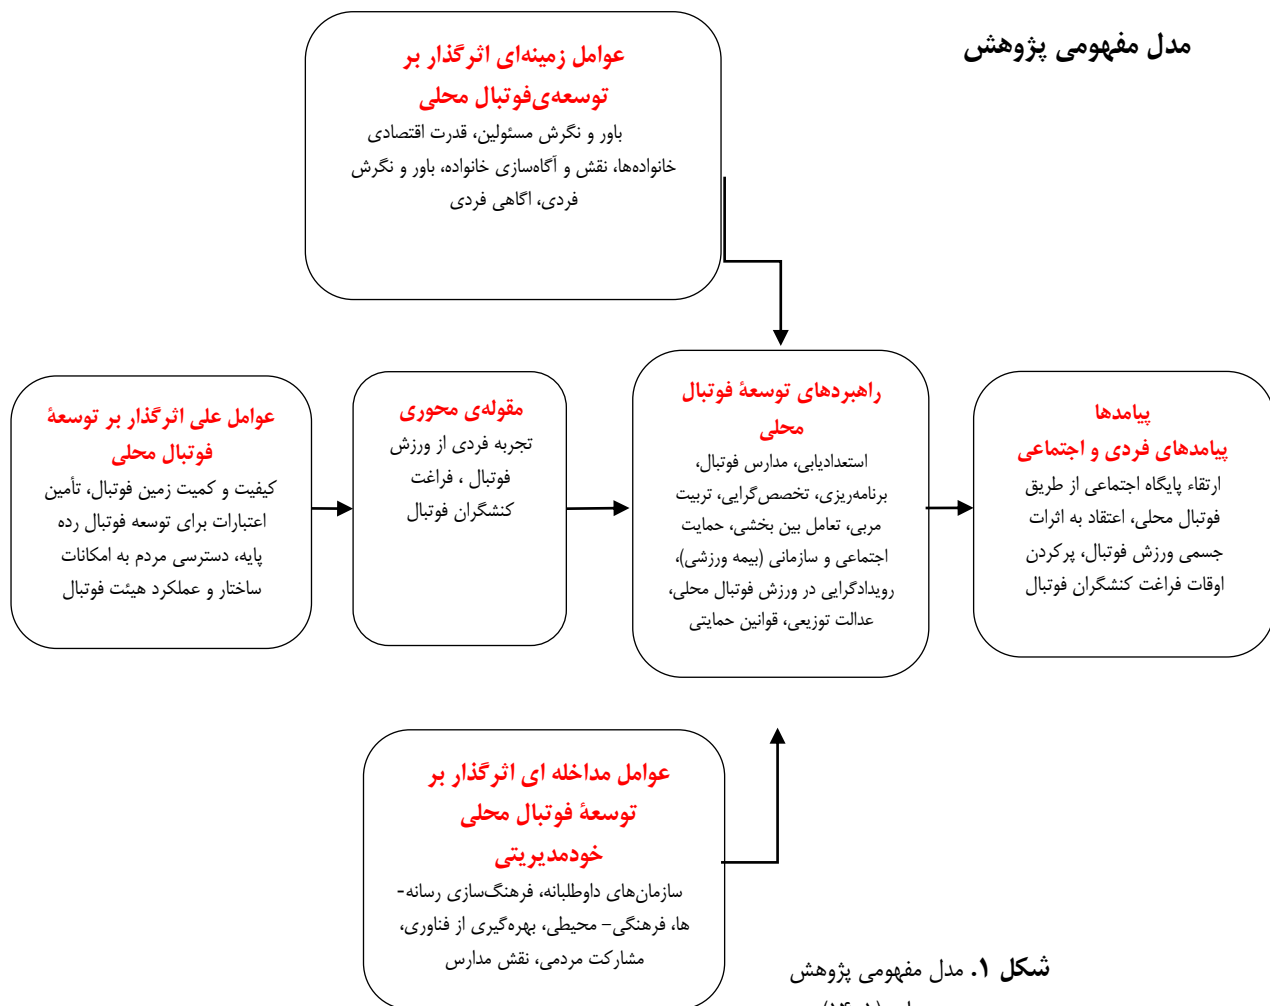 مدل مفهومی پژوهش
عوامل زمینه‌ای اثرگذار بر
توسعه‌ی‌فوتبال محلی
باور و نگرش مسئولین، قدرت اقتصادی
خانواده‌ها، نقش و آگاه‌سازی خانواده، باور و نگرش
فردی، اگاهی فردی
عوامل علی اثرگذار بر توسعۀ
فوتبال محلی
کیفیت و کمیت زمین فوتبال، تأمین
اعتبارات برای توسعه فوتبال رده
پایه، دسترسی مردم به امکانات
ساختار و عملکرد هیئت فوتبال
مقوله‌ی محوری
تجربه فردی از ورزش
فوتبال ، فراغت
کنشگران فوتبال
راهبردهای توسعۀ فوتبال
محلی
استعدادیابی، مدارس فوتبال،
برنامه‌ریزی، تخصص‌گرایی، تربیت
مربی، تعامل بین بخشی، حمایت
اجتماعی و سازمانی (بیمه ورزشی)،
رویدادگرایی در ورزش فوتبال محلی،
عدالت توزیعی، قوانین حمایتی
پیامدها
پیامدهای فردی و اجتماعی
ارتقاء پایگاه اجتماعی از طریق
فوتبال محلی، اعتقاد به اثرات
جسمی ورزش فوتبال، پرکردن
اوقات فراغت کنشگران فوتبال
عوامل مداخله ای اثرگذار بر
توسعۀ فوتبال محلی
خودمدیریتی
سازمان‌های داوطلبانه، فرهنگ‌سازی رسانه-
ها، فرهنگی- محیطی، بهره‌گیری از فناوری،
مشارکت مردمی، نقش مدارس
شکل ۱. مدل مفهومی پژوهش